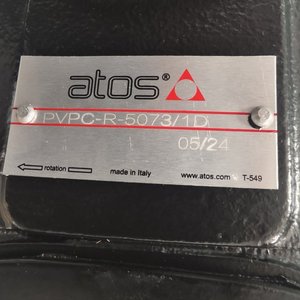 atos®
PVPC-R-5073/1D
05/24
rotation
made in Italy
www.atos.com
T-549